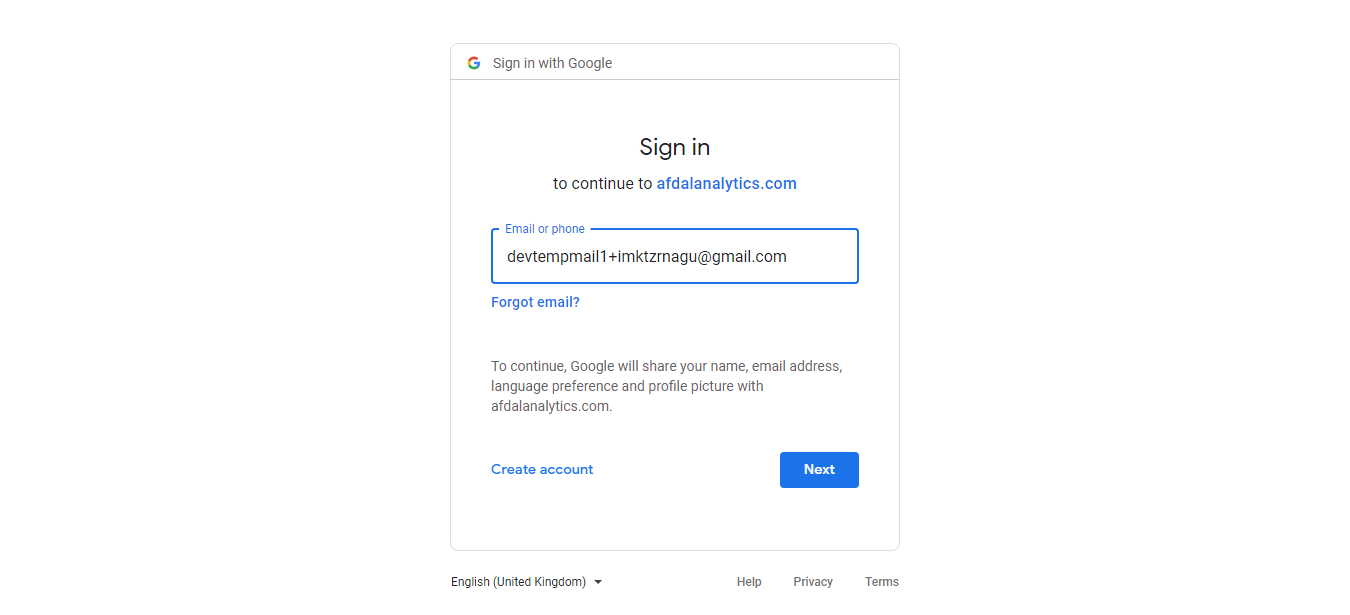 Sign in with Google
Sign in
to continue to afdalanalytics.com
Email or phone
devtempmail1+imktzrnagu@gmail.com
Forgot email?
To continue, Google will share your name, email address,
language preference and profile picture with
afdalanalytics.com.
Create account
Next
English (United Kingdom)
Help
Privacy
Terms